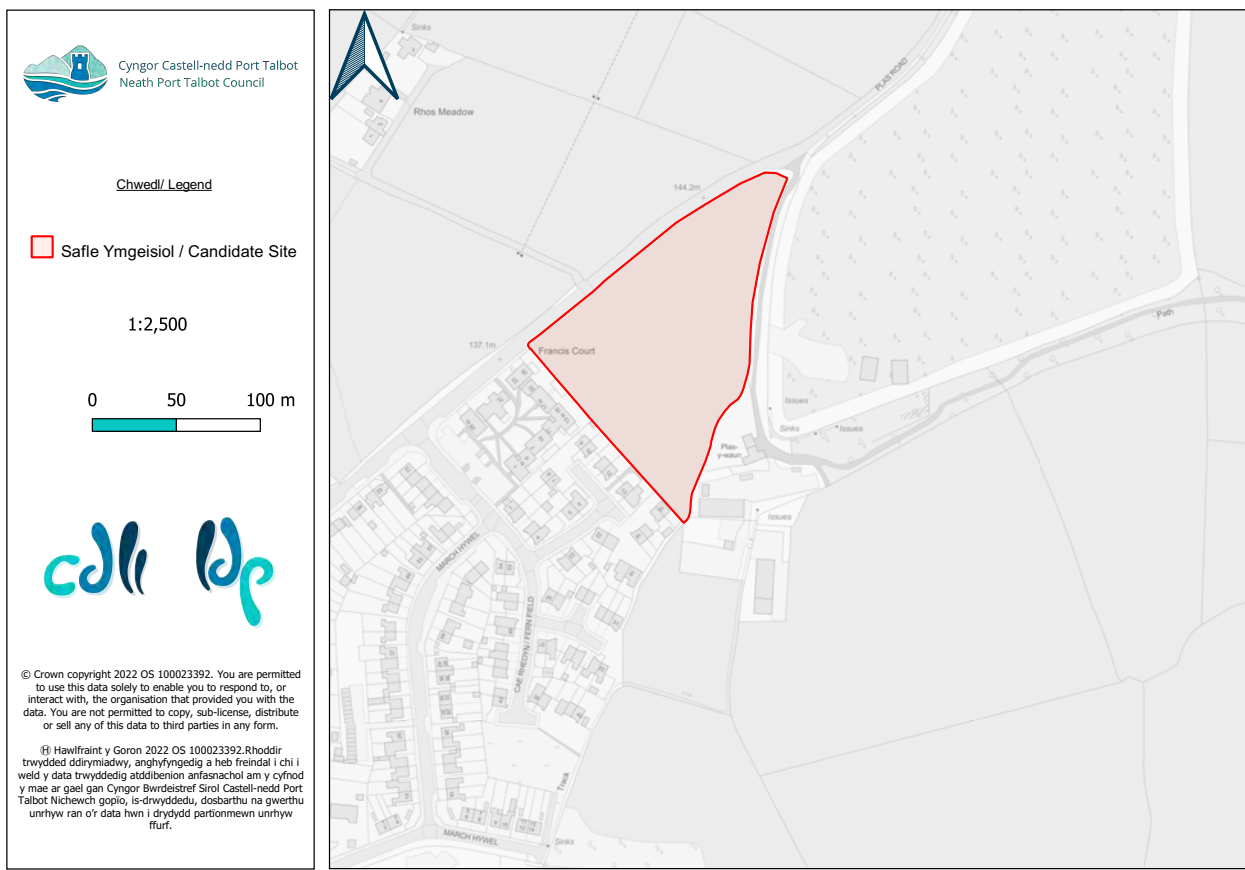 Cyngor Castell-nedd Port Talbot
Neath Port Talbot Council
Chwedl/ Legend
Safle Ymgeisiol / Candidate Site
1:2,500
0 50 100 m
cdll ldp
© Crown copyright 2022 OS 100023392. You are permitted
to use this data solely to enable you to respond to, or
interact with, the organisation that provided you with the
data. You are not permitted to copy, sub-license, distribute
or sell any of this data to third parties in any form.
Ⓗ Hawlfraint y Goron 2022 OS 100023392.Rhoddir
trwydded ddirymiadwy, anghyfyngedig a heb freindal i chi i
weld y data trwyddedig atddibenion anfasnachol am y cyfnod
y mae ar gael gan Cyngor Bwrdeistref Sirol Castell-nedd Port
Talbot Nichewch gopïo, is-drwyddedu, dosbarthu na gwerthu
unrhyw ran o'r data hwn i drydydd partïonmewn unrhyw
ffurf.
Sinks
Rhos Meadow
PLAS ROAD
144.2m
Path
137.1m
Francis Court
Issues
Sinks
Issues
Plas-
y-waun
Issues
MARCH HYWEL
CAE RHEDYN / FERN FIELD
Track
MARCH HYWEL
Sinks